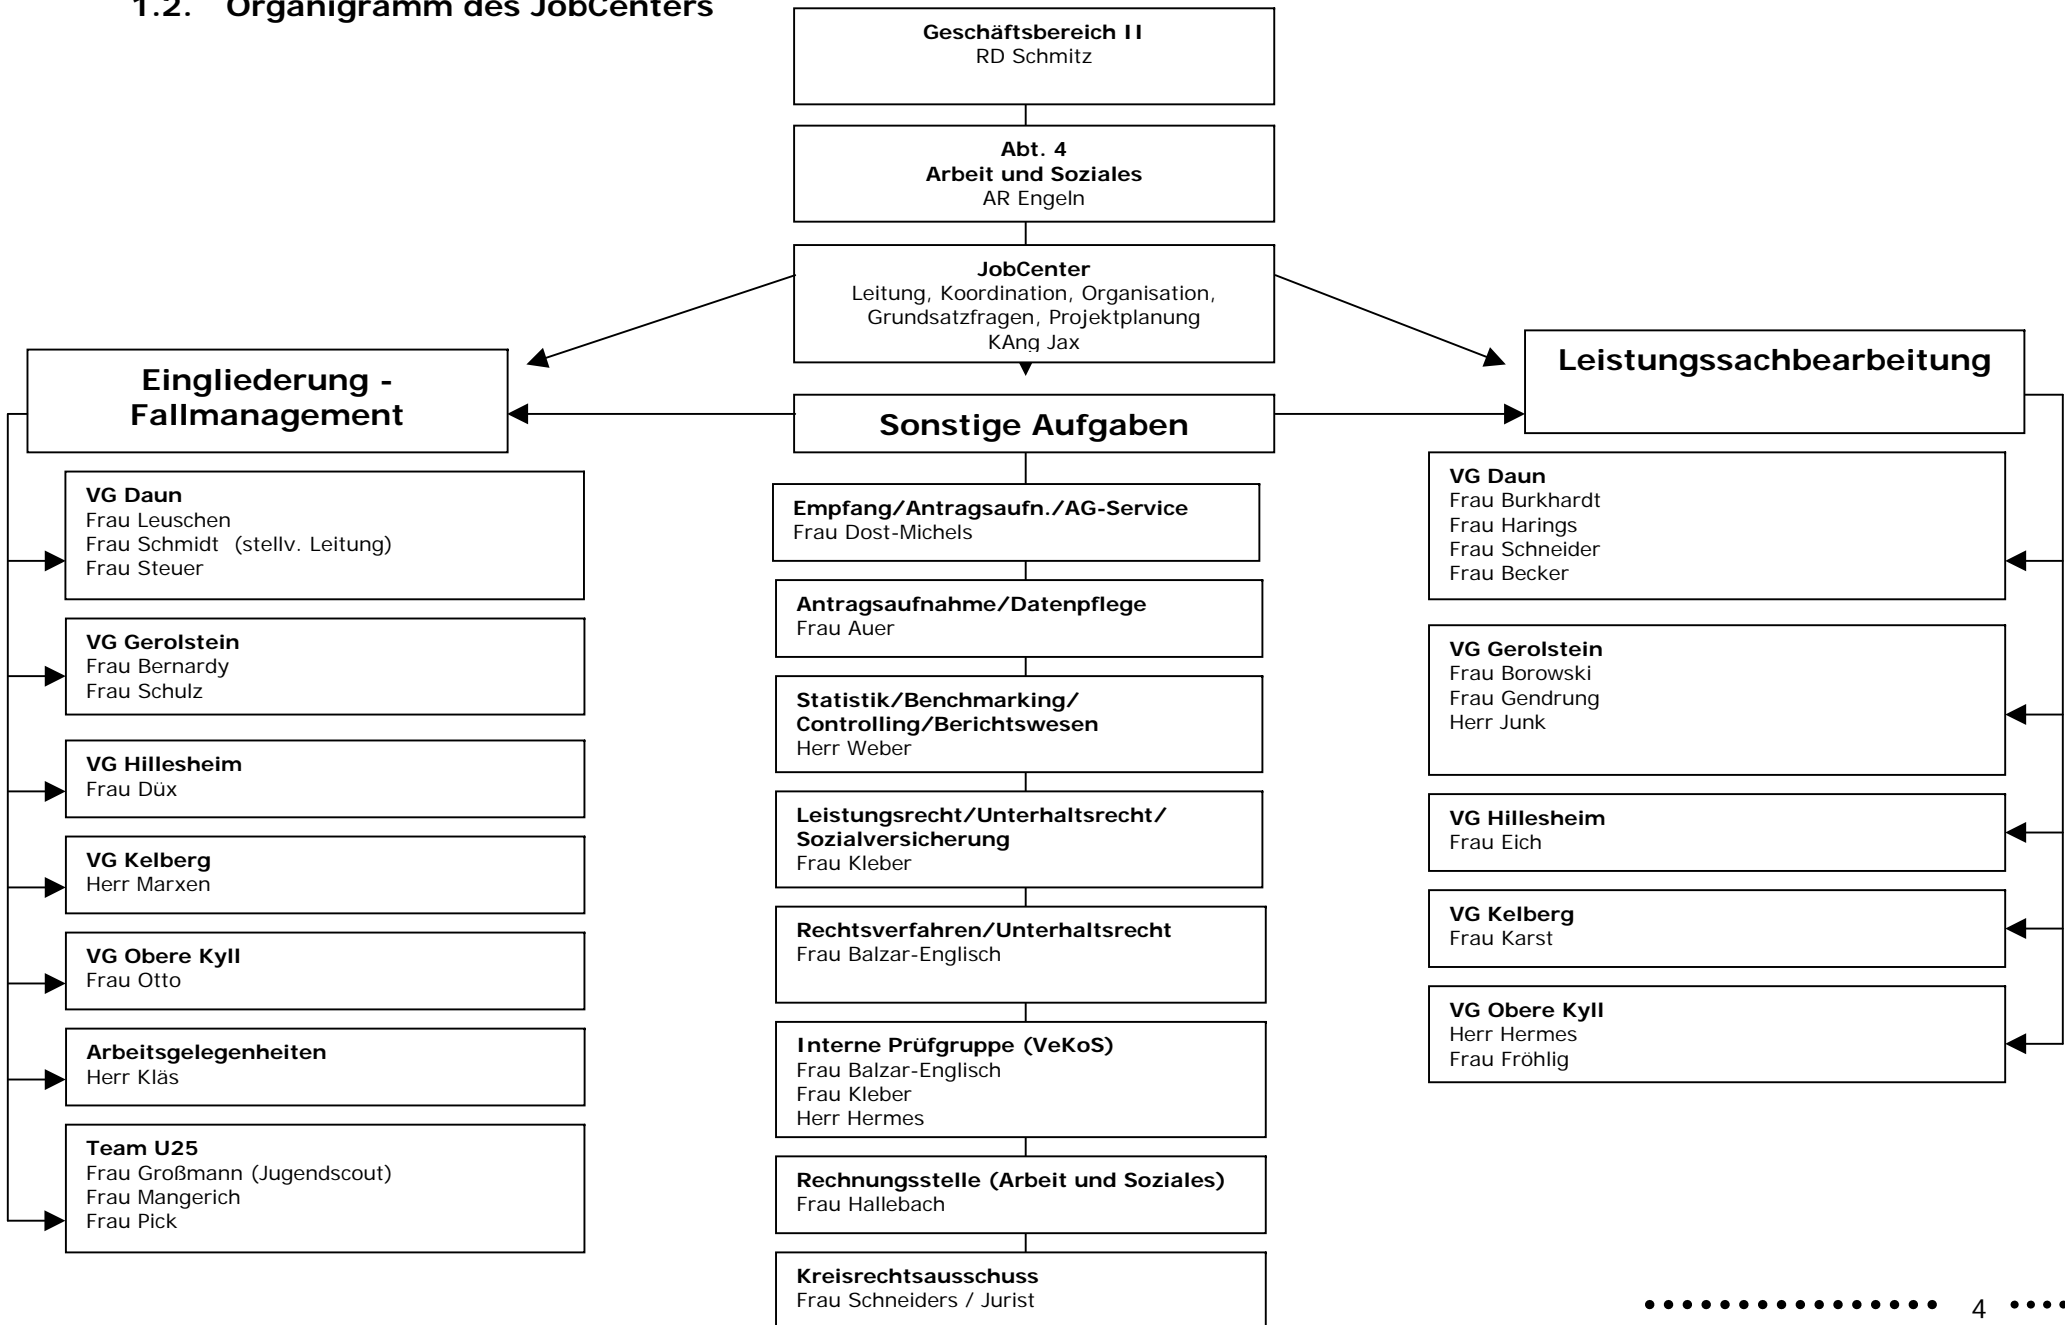 1.2. Organigramm des JobCenters
Geschäftsbereich II
RD Schmitz
Abt. 4
Arbeit und Soziales
AR Engeln
JobCenter
Leitung, Koordination, Organisation,
Grundsatzfragen, Projektplanung
KAng Jax
Eingliederung -
Fallmanagement
Sonstige Aufgaben
Leistungssachbearbeitung
VG Daun
Frau Leuschen
Frau Schmidt (stellv. Leitung)
Frau Steuer
VG Gerolstein
Frau Bernardy
Frau Schulz
VG Hillesheim
Frau Düx
VG Kelberg
Herr Marxen
VG Obere Kyll
Frau Otto
Arbeitsgelegenheiten
Herr Kläs
Team U25
Frau Großmann (Jugendscout)
Frau Mangerich
Frau Pick
Empfang/Antragsaufn./AG-Service
Frau Dost-Michels
Antragsaufnahme/Datenpflege
Frau Auer
Statistik/Benchmarking/
Controlling/Berichtswesen
Herr Weber
Leistungsrecht/Unterhaltsrecht/
Sozialversicherung
Frau Kleber
Rechtsverfahren/Unterhaltsrecht
Frau Balzar-Englisch
Interne Prüfgruppe (VeKoS)
Frau Balzar-Englisch
Frau Kleber
Herr Hermes
Rechnungsstelle (Arbeit und Soziales)
Frau Hallebach
Kreisrechtsausschuss
Frau Schneiders / Jurist
VG Daun
Frau Burkhardt
Frau Harings
Frau Schneider
Frau Becker
VG Gerolstein
Frau Borowski
Frau Gendrung
Herr Junk
VG Hillesheim
Frau Eich
VG Kelberg
Frau Karst
VG Obere Kyll
Herr Hermes
Frau Fröhlig
4